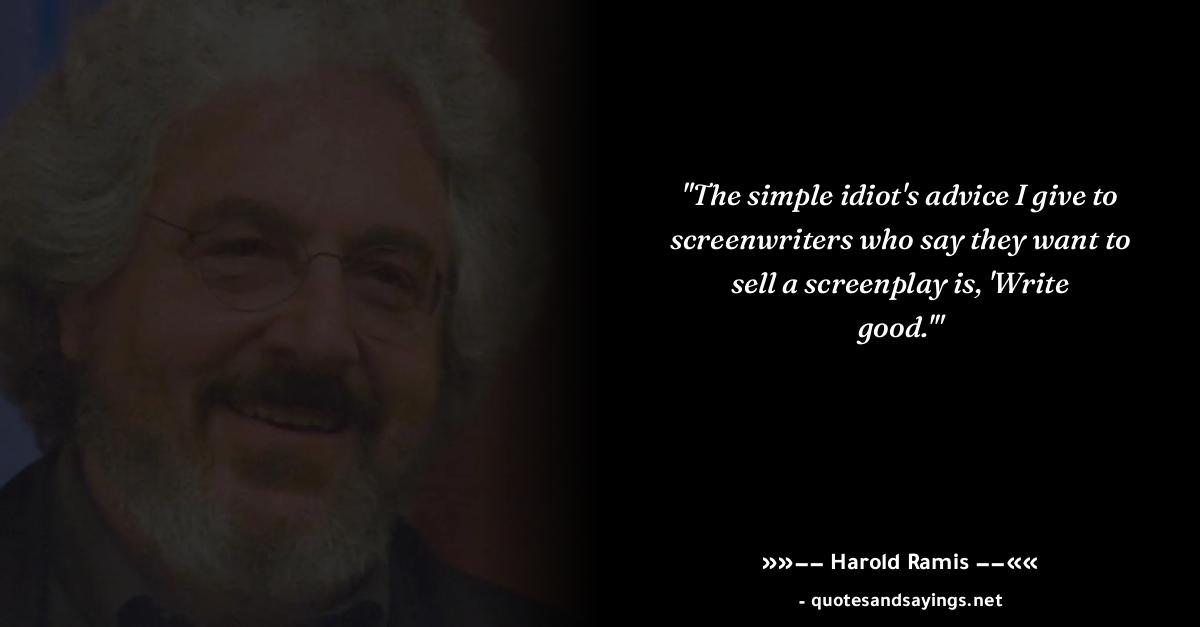 "The simple idiot's advice I give to
screenwriters who say they want to
sell a screenplay is, 'Write
good.'"
»»–– Harold Ramis ––««
- quotesandsayings.net